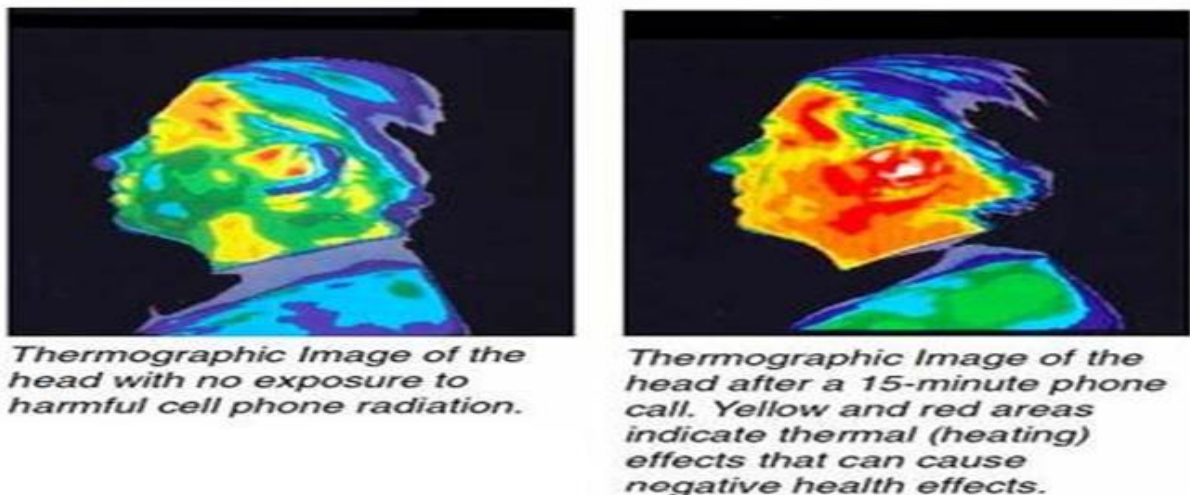 Thermographic Image of the
head with no exposure to
harmful cell phone radiation.
Thermographic Image of the
head after a 15-minute phone
call. Yellow and red areas
indicate thermal (heating)
effects that can cause
negative health effects.